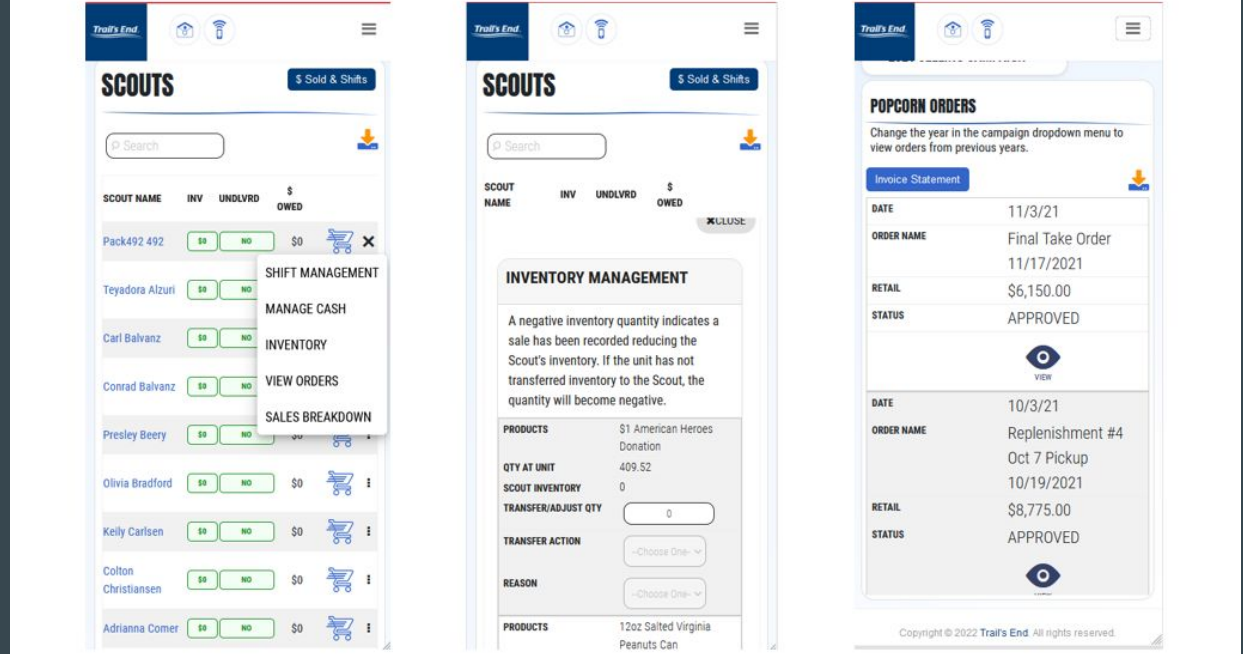 Trail's End
SCOUTS
$ Sold & Shifts
Search
SCOUT NAME INV UNDLVRD $ OWED
Pack492 492 $0 NO $0
SHIFT MANAGEMENT
Teyadora Alzuri $0 NO
MANAGE CASH
Carl Balvanz $0 NO
INVENTORY
Conrad Balvanz $0 NO
VIEW ORDERS
SALES BREAKDOWN
Presley Beery $0 NO $0
Olivia Bradford $0 NO $0
Keily Carlsen $0 NO $0
Colton
Christiansen $0 NO $0
Adrianna Comer $0 NO $0
Trail's End
SCOUTS
$ Sold & Shifts
Search
SCOUT
NAME INV UNDLVRD $ OWED
CLOSE
INVENTORY MANAGEMENT
A negative inventory quantity indicates a
sale has been recorded reducing the
Scout's inventory. If the unit has not
transferred inventory to the Scout, the
quantity will become negative.
PRODUCTS $1 American Heroes
Donation
QTY AT UNIT 409.52
SCOUT INVENTORY 0
TRANSFER/ADJUST QTY 0
TRANSFER ACTION --Choose One-
REASON --Choose One-
PRODUCTS 12oz Salted Virginia
Peanuts Can
Trail's End
POPCORN ORDERS
Change the year in the campaign dropdown menu to
view orders from previous years.
Invoice Statement
DATE 11/3/21
ORDER NAME Final Take Order
11/17/2021
RETAIL $6,150.00
STATUS APPROVED
VIEW
DATE 10/3/21
ORDER NAME Replenishment #4
Oct 7 Pickup
10/19/2021
RETAIL $8,775.00
STATUS APPROVED
Copyright © 2022 Trail's End. All rights reserved.